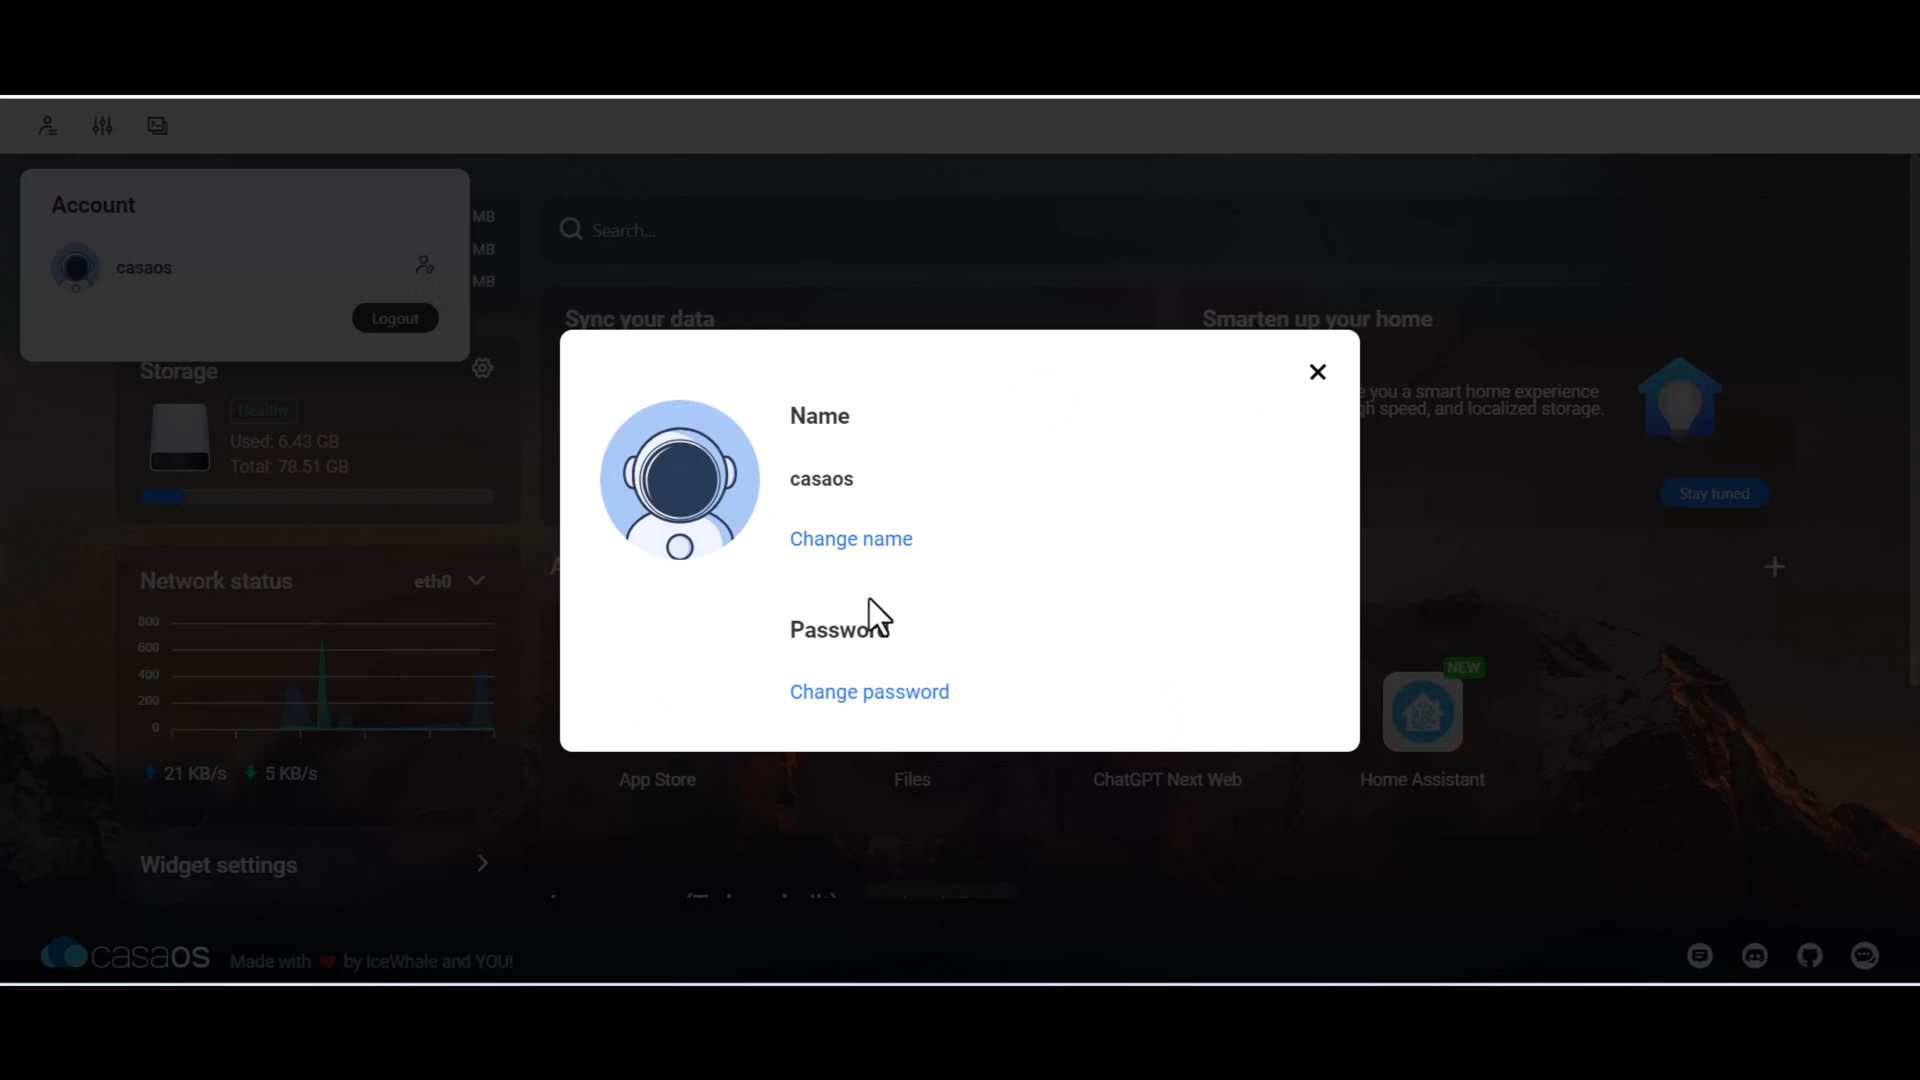 Account
casaos
Logout
MB
MB
MB
Search...
Sync your data
Smarten up your home
you a smart home experience
gh speed, and localized storage.
Stay tuned
Storage
Healthy
Used: 6.43 GB
Total: 78.51 GB
Network status
eth0
800
600
400
200
0
21 KB/s
5 KB/s
Widget settings
Name
casaos
Change name
Password
Change password
NEW
App Store
Files
ChatGPT Next Web
Home Assistant
casaos
Made with ❤ by IceWhale and YOU!